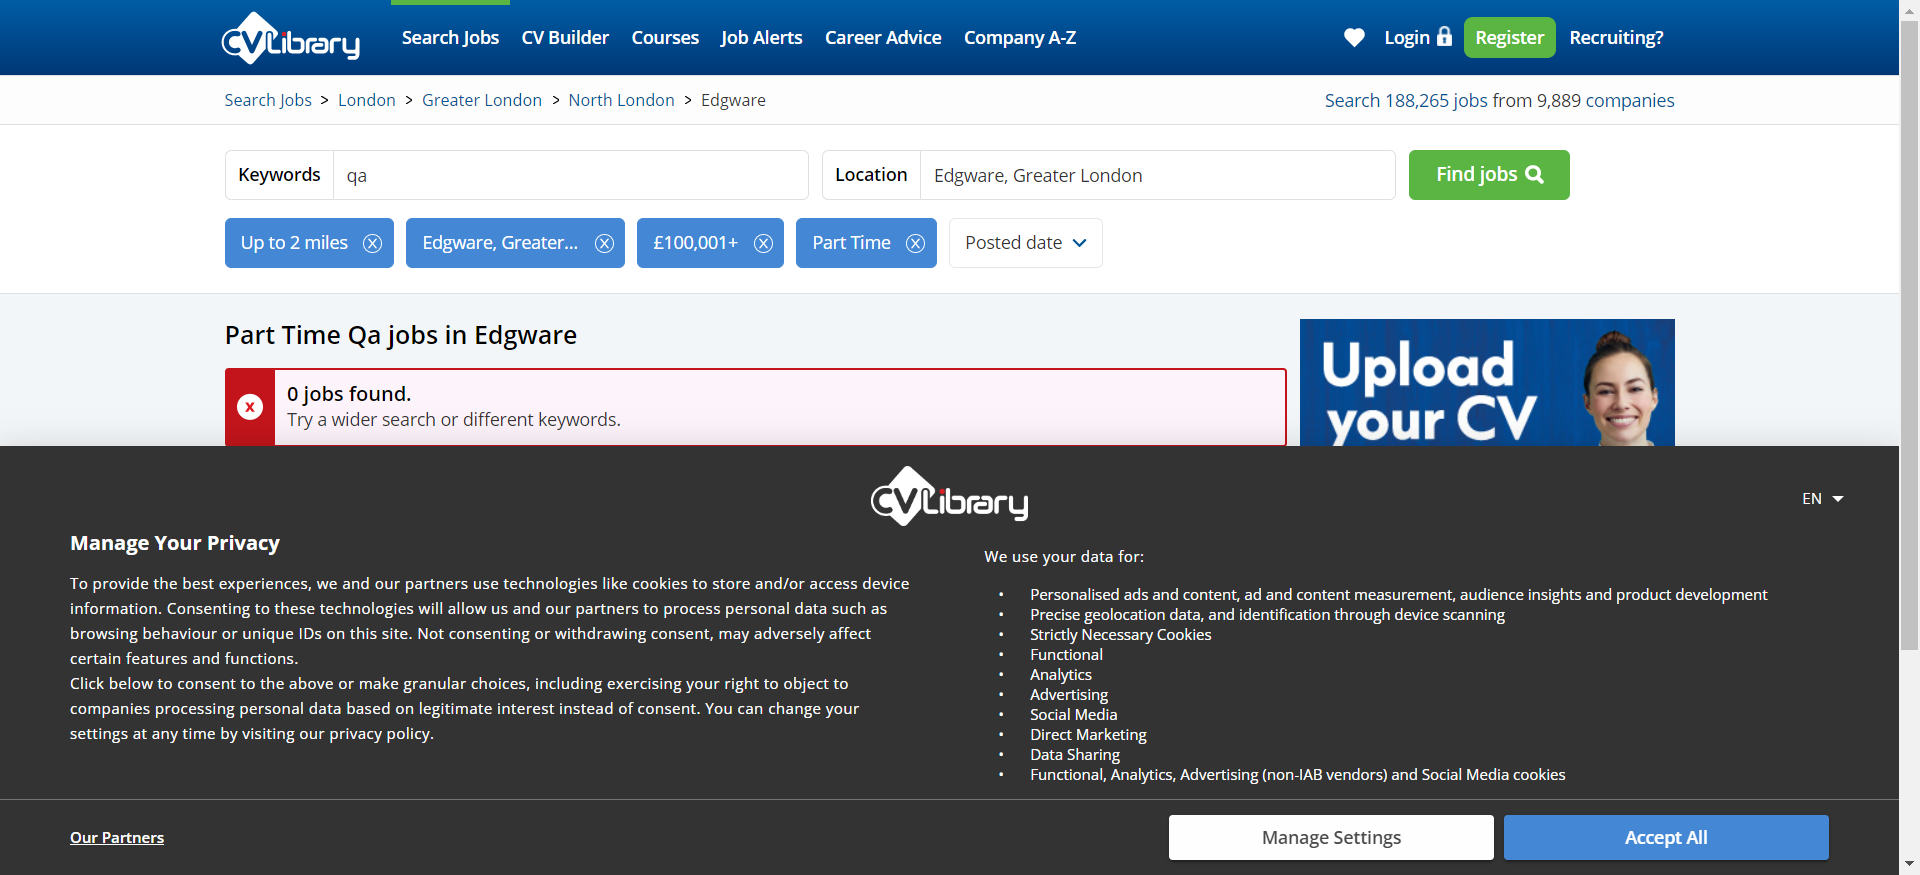 CVLibrary
Search Jobs CV Builder Courses Job Alerts Career Advice Company A-Z Login Register Recruiting?
Search Jobs > London > Greater London > North London > Edgware Search 188,265 jobs from 9,889 companies
Keywords qa Location Edgware, Greater London Find jobs
Up to 2 miles Edgware, Greater... £100,001+ Part Time Posted date
Part Time Qa jobs in Edgware
0 jobs found.
Try a wider search or different keywords.
Upload
your CV
CVLibrary
EN
Manage Your Privacy
To provide the best experiences, we and our partners use technologies like cookies to store and/or access device
information. Consenting to these technologies will allow us and our partners to process personal data such as
browsing behaviour or unique IDs on this site. Not consenting or withdrawing consent, may adversely affect
certain features and functions.
Click below to consent to the above or make granular choices, including exercising your right to object to
companies processing personal data based on legitimate interest instead of consent. You can change your
settings at any time by visiting our privacy policy.
We use your data for:
• Personalised ads and content, ad and content measurement, audience insights and product development
• Precise geolocation data, and identification through device scanning
• Strictly Necessary Cookies
• Functional
• Analytics
• Advertising
• Social Media
• Direct Marketing
• Data Sharing
• Functional, Analytics, Advertising (non-IAB vendors) and Social Media cookies
Our Partners Manage Settings Accept All